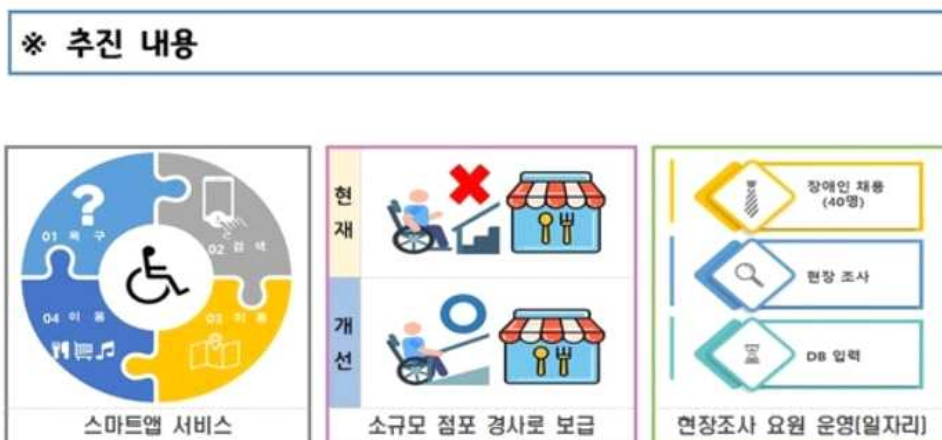 ※ 추진 내용
01 욕구
02 검색
03 이동
04 이용
스마트앱 서비스
현재
개선
소규모 점포 경사로 보급
장애인 채용
(40명)
현장 조사
DB 입력
현장조사 요원 운영(일자리)